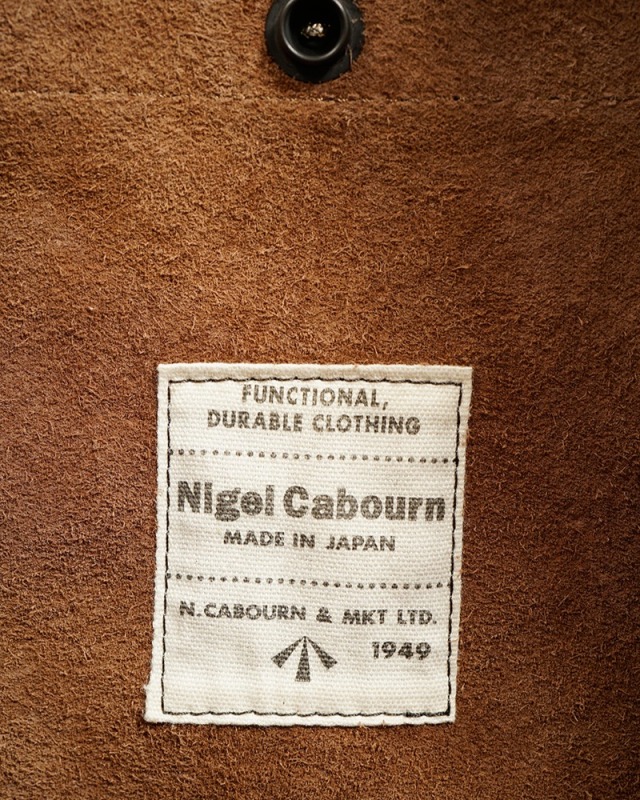 FUNCTIONAL,
DURABLE CLOTHING
Nigel Cabourn
MADE IN JAPAN
N.CABOURN & MKT LTD.
1949